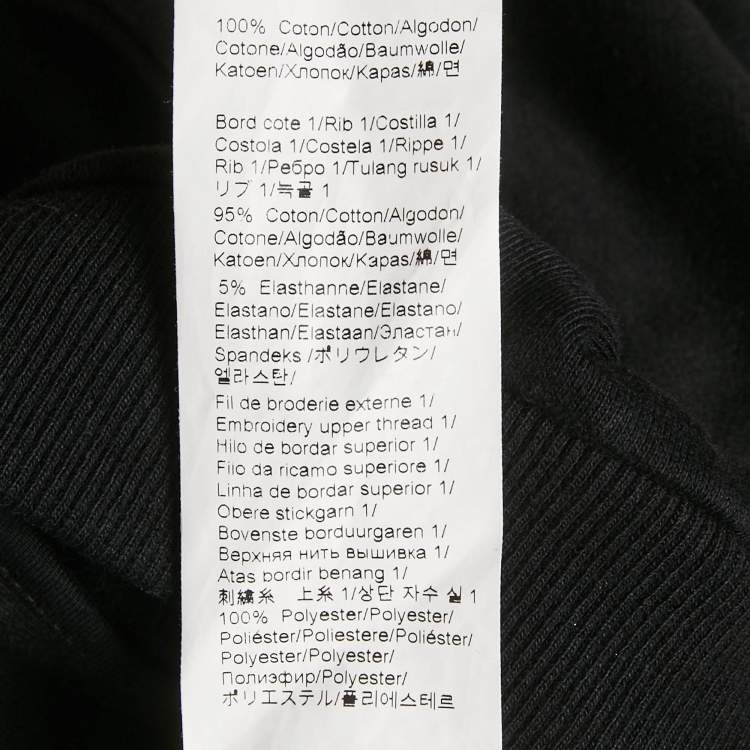 100% Coton/Cotton/Algodon/
Cotone/Algodão/Baumwolle/
Katoen/Хлопок/Kapas/綿/면
Bord cote 1/Rib 1/Costilla 1/
Costola 1/Costela 1/Rippe 1/
Rib 1/Ребро 1/Tulang rusuk 1/
リブ 1/늑골 1
95% Coton/Cotton/Algodon/
Cotone/Algodão/Baumwolle/
Katoen/Хлопок/Kapas/綿/면
5% Elasthanne/Elastane/
Elastano/Elastane/Elastano/
Elasthan/Elastaan/Эластан/
Spandeks /ポリウレタン/
엘라스탄/
Fil de broderie externe 1/
Embroidery upper thread 1/
Hilo de bordar superior 1/
Filo da ricamo superiore 1/
Linha de bordar superior 1/
Obere stickgarn 1/
Bovenste borduurgaren 1/
Верхняя нить вышивка 1/
Atas bordir benang 1/
刺繍糸 上糸 1/상단 자수 실 1
100% Polyester/Polyester/
Poliéster/Poliestere/Poliéster/
Polyester/Polyester/
Полиэфир/Polyester/
ポリエステル/폴리에스테르